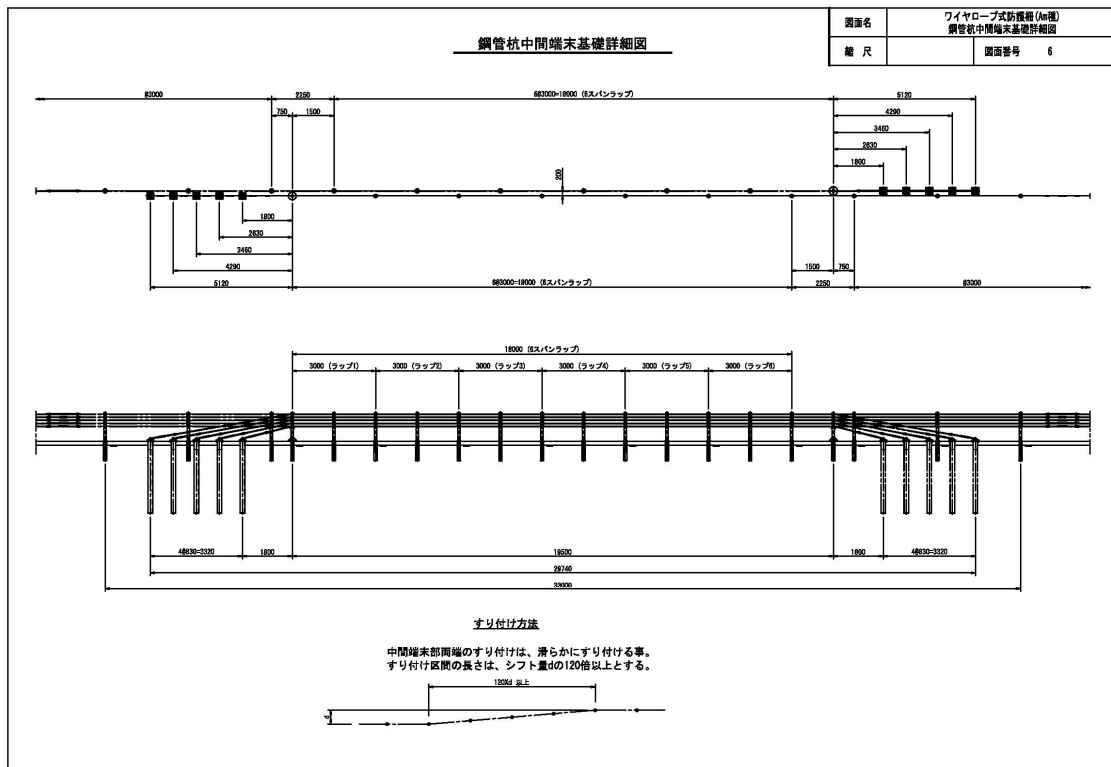 図面名
ワイヤロープ式防護柵(Am種)
鋼管杭中間端末基礎詳細図
縮 尺
図面番号 6
鋼管杭中間端末基礎詳細図
@3000
2250
6@3000=18000 (6スパンラップ)
5120
750
1500
4290
3460
2630
1800
200
1800
2630
3460
4290
5120
6@3000=18000 (6スパンラップ)
1500
750
2250
@3000
18000 (6スパンラップ)
3000 (ラップ1)
3000 (ラップ2)
3000 (ラップ3)
3000 (ラップ4)
3000 (ラップ5)
3000 (ラップ6)
4@830=3320
1800
19500
1800
4@830=3320
29740
33000
すり付け方法
中間端末部両端のすり付けは、滑らかにすり付ける事。
すり付け区間の長さは、シフト量dの120倍以上とする。
120Xd 以上
d